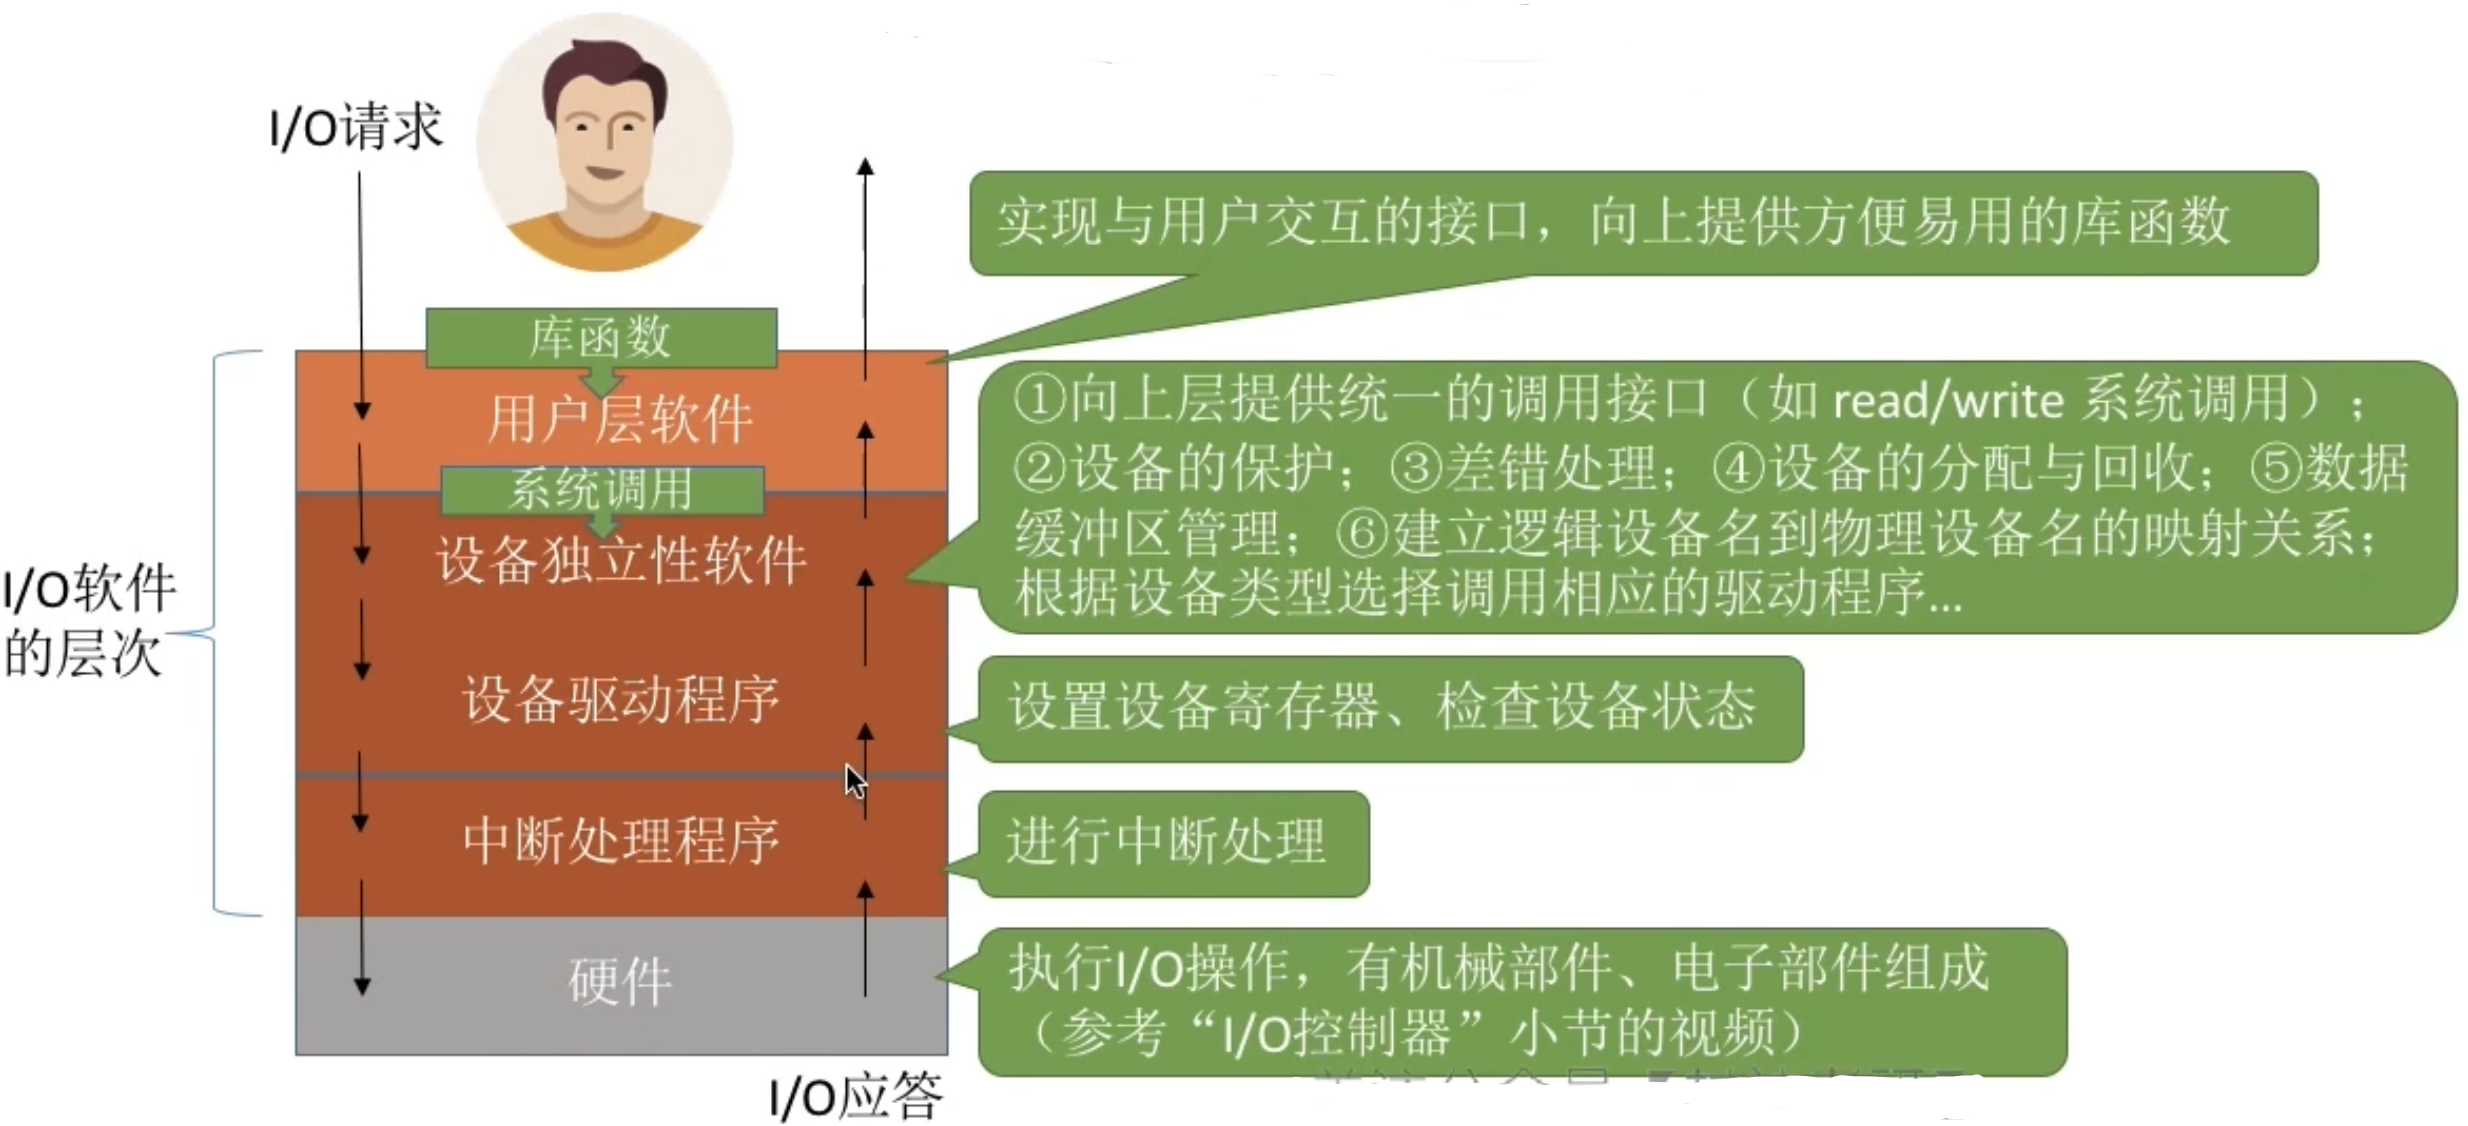 I/O请求
实现与用户交互的接口，向上提供方便易用的库函数
库函数
用户层软件
①向上层提供统一的调用接口（如 read/write 系统调用）；
②设备的保护；③差错处理；④设备的分配与回收；⑤数据
缓冲区管理；⑥建立逻辑设备名到物理设备名的映射关系；
根据设备类型选择调用相应的驱动程序...
系统调用
设备独立性软件
I/O软件
的层次
设备驱动程序
设置设备寄存器、检查设备状态
中断处理程序
进行中断处理
硬件
执行I/O操作，有机械部件、电子部件组成
（参考“I/O控制器”小节的视频）
I/O应答